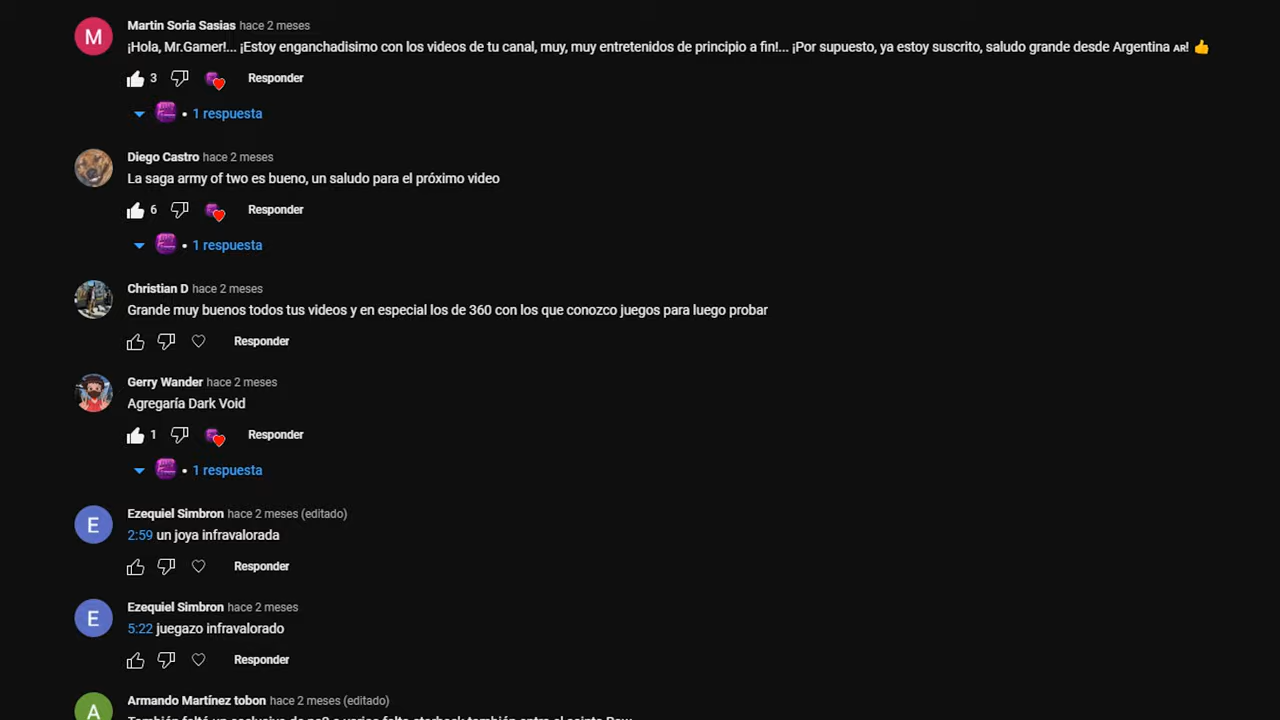 M
Martin Soria Sasias hace 2 meses
¡Hola, Mr.Gamer!... ¡Estoy enganchadisimo con los videos de tu canal, muy, muy entretenidos de principio a fin!... ¡Por supuesto, ya estoy suscrito, saludo grande desde Argentina AR! 👍
3 Responder
• 1 respuesta
Diego Castro hace 2 meses
La saga army of two es bueno, un saludo para el próximo video
6 Responder
• 1 respuesta
Christian D hace 2 meses
Grande muy buenos todos tus videos y en especial los de 360 con los que conozco juegos para luego probar
Responder
Gerry Wander hace 2 meses
Agregaría Dark Void
1 Responder
• 1 respuesta
E
Ezequiel Simbron hace 2 meses (editado)
2:59 un joya infravalorada
Responder
E
Ezequiel Simbron hace 2 meses
5:22 juegazo infravalorado
Responder
A
Armando Martínez tobon hace 2 meses (editado)